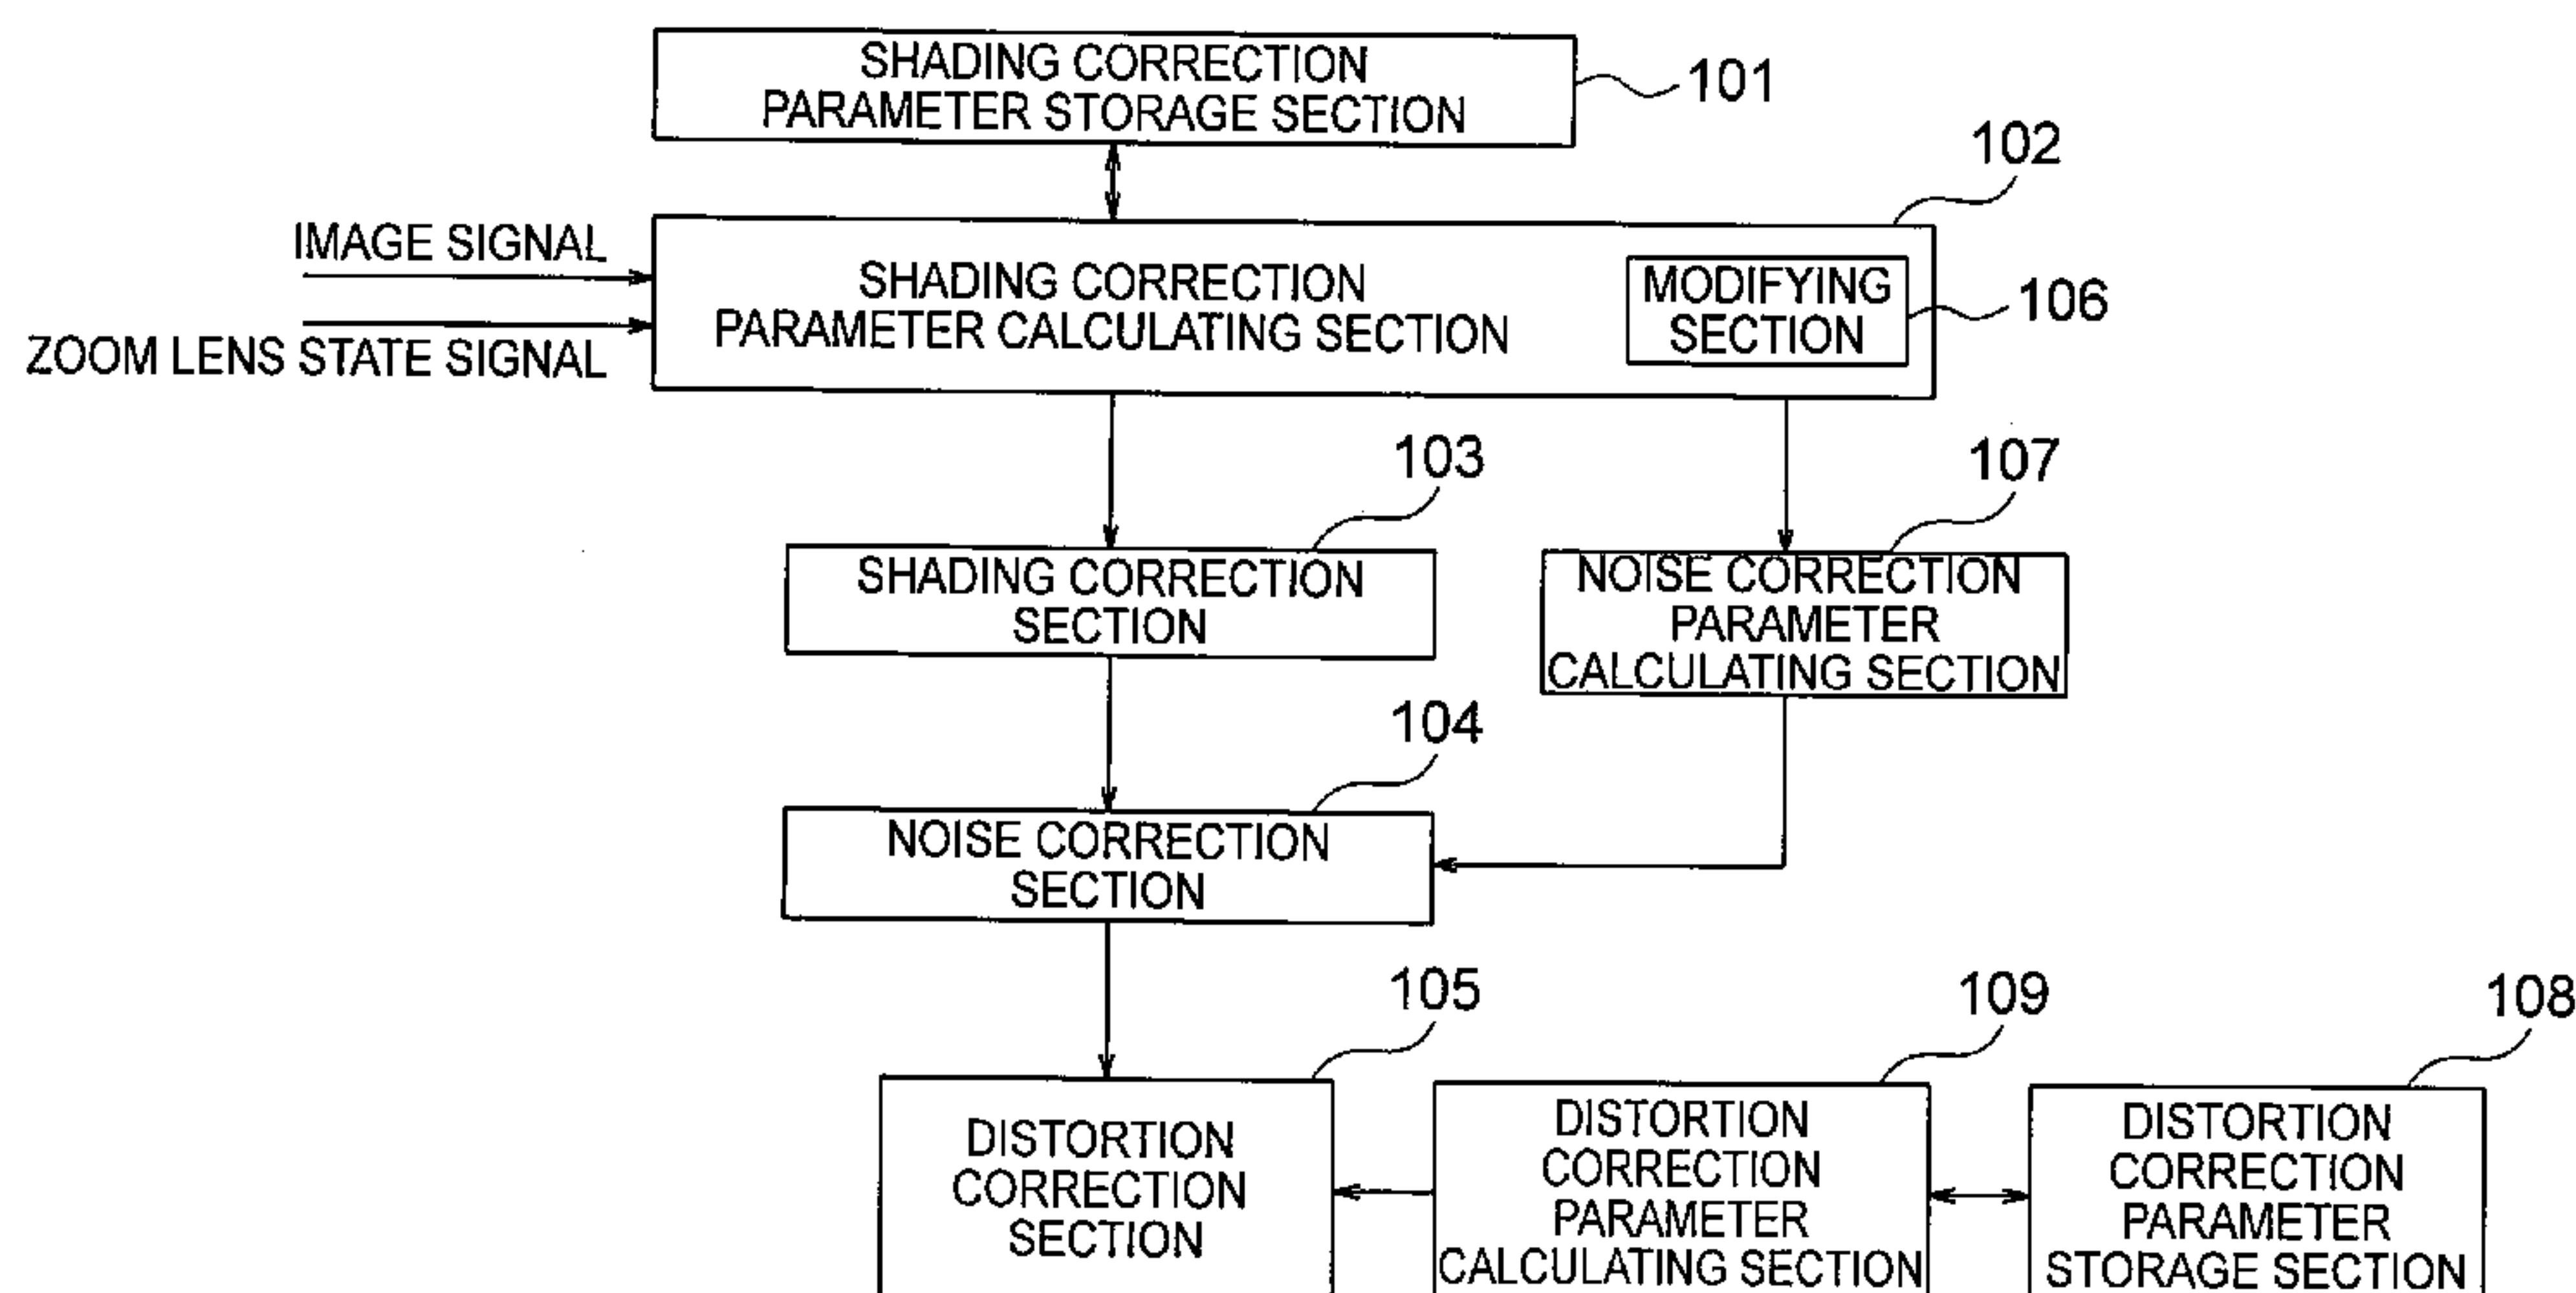 SHADING CORRECTION
PARAMETER STORAGE SECTION
101
102
IMAGE SIGNAL
ZOOM LENS STATE SIGNAL
SHADING CORRECTION
PARAMETER CALCULATING SECTION
MODIFYING
SECTION
106
103
107
SHADING CORRECTION
SECTION
NOISE CORRECTION
PARAMETER
CALCULATING SECTION
104
NOISE CORRECTION
SECTION
105
109
108
DISTORTION
CORRECTION
SECTION
DISTORTION
CORRECTION
PARAMETER
CALCULATING SECTION
DISTORTION
CORRECTION
PARAMETER
STORAGE SECTION